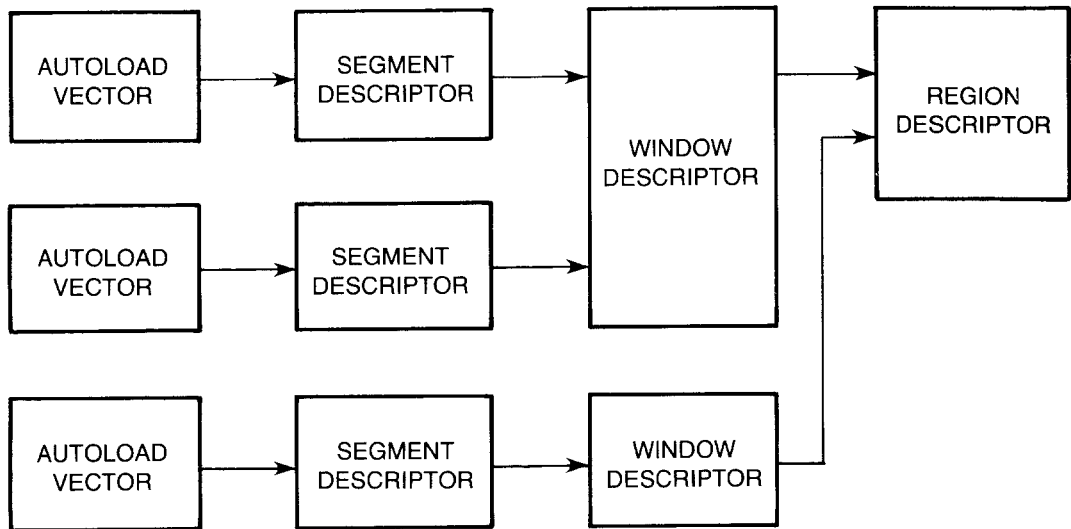 AUTOLOAD
VECTOR
SEGMENT
DESCRIPTOR
WINDOW
DESCRIPTOR
REGION
DESCRIPTOR
AUTOLOAD
VECTOR
SEGMENT
DESCRIPTOR
AUTOLOAD
VECTOR
SEGMENT
DESCRIPTOR
WINDOW
DESCRIPTOR